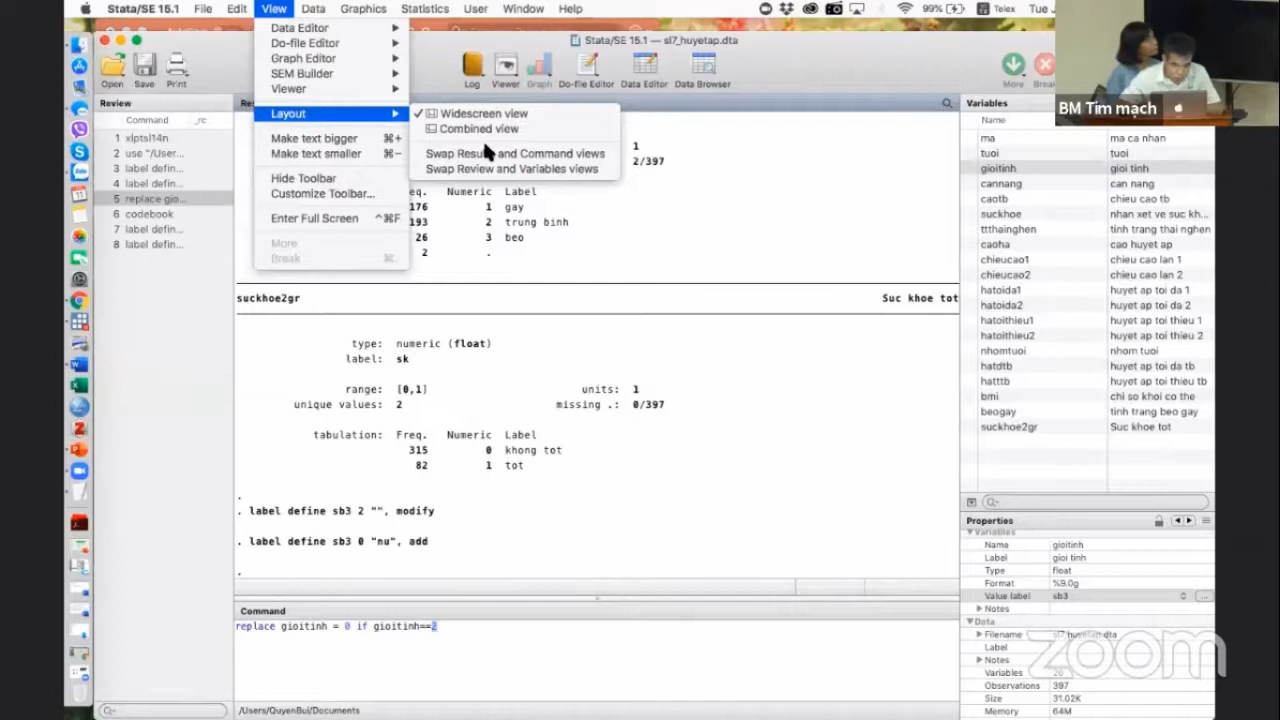 Stata/SE 15.1 File Edit View Data Graphics Statistics User Window Help 99% Telex Tue
Stata/SE 15.1 — sl7_huyetap.dta
Open Save Print Log Viewer Graph Do-file Editor Data Editor Data Browser More Break
Data Editor
Do-file Editor
Graph Editor
SEM Builder
Viewer
Layout
Make text bigger ⌘+
Make text smaller ⌘−
Hide Toolbar
Customize Toolbar...
Enter Full Screen ^⌘F
More
Break ⌘.
Widescreen view
Combined view
Swap Results and Command views
Swap Review and Variables views
BM Tim mạch
Review
Command _rc
1 xlptsl14n
2 use "/User...
3 label defin...
4 label defin...
5 replace gio...
6 codebook
7 label defin...
8 label defin...
1
2/397
eq. Numeric Label
176 1 gay
193 2 trung binh
26 3 beo
2 .
suckhoe2gr Suc khoe tot
type: numeric (float)
label: sk
range: [0,1] units: 1
unique values: 2 missing .: 0/397
tabulation: Freq. Numeric Label
315 0 khong tot
82 1 tot
.
. label define sb3 2 "", modify
. label define sb3 0 "nu", add
.
Command
replace gioitinh = 0 if gioitinh==2
/Users/QuyenBui/Documents
Variables
Name
ma ma ca nhan
tuoi tuoi
gioitinh gioi tinh
cannang can nang
caotb chieu cao tb
suckhoe nhan xet ve suc kh...
ttthainghen tinh trang thai nghen
caoha cao huyet ap
chieucao1 chieu cao lan 1
chieucao2 chieu cao lan 2
hatoida1 huyet ap toi da 1
hatoida2 huyet ap toi da 2
hatoithieu1 huyet ap toi thieu 1
hatoithieu2 huyet ap toi thieu 2
nhomtuoi nhom tuoi
hatdtb huyet ap toi da tb
hatttb huyet ap toi thieu tb
bmi chi so khoi co the
beogay tinh trang beo gay
suckhoe2gr Suc khoe tot
Properties
Variables
Name gioitinh
Label gioi tinh
Type float
Format %9.0g
Value label sb3
Notes
Data
Filename sl7_huyetap.dta
Label
Notes
Variables 20
Observations 397
Size 31.02K
Memory 64M
zoom